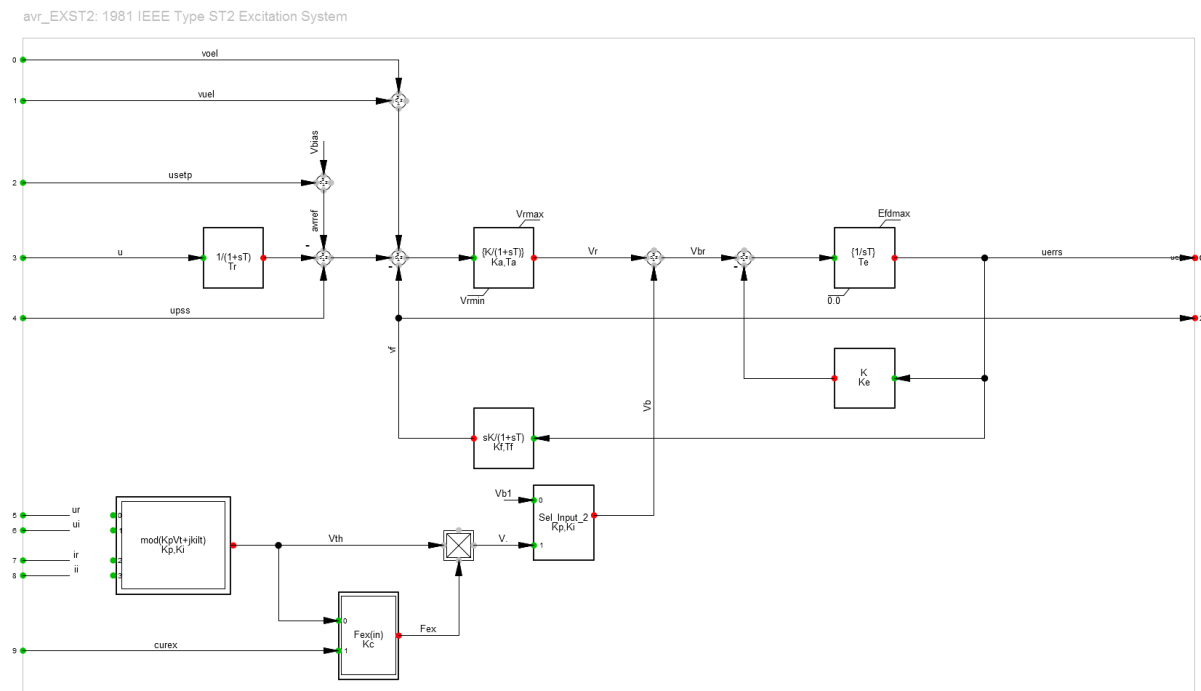 avr_EXST2: 1981 IEEE Type ST2 Excitation System
0
voel
1
vuel
Vbias
2
usetp
avrref
Vrmax
Efdmax
3
u
1/(1+sT)
Tr
-
-
{K/(1+sT)}
Ka,Ta
Vr
Vbr
-
{1/sT}
Te
uerrs
Vrmin
0.0
4
upss
vf
K
Ke
Vb
sK/(1+sT)
Kf,Tf
Vb1
0
Sel_Input_2
Kp,Ki
1
5
ur
0
6
ui
1
mod(KpVt+jkiIt)
Kp,Ki
Vth
V.
7
ir
2
8
ii
3
0
Fex(in)
Kc
Fex
9
curex
1